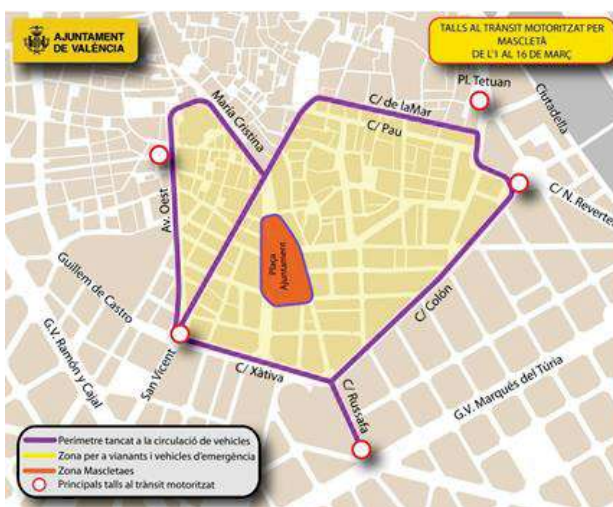 AJUNTAMENT
DE VALÈNCIA
TALLS AL TRÀNSIT MOTORITZAT PER
MASCLETÀ
DE L'1 AL 16 DE MARÇ
Pl. Tetuan
Ciutadella
C/ de laMar
C/ Pau
Maria Cristina
C/ N. Reverter
Av. Oest
Plaça
Ajuntament
Guillem de Castro
C/ Colón
San Vicent
C/ Xàtiva
C/ Russafa
G.V. Ramón y Cajal
G.V. Marqués del Túria
Perímetre tancat a la circulació de vehicles
Zona per a vianants i vehicles d'emergència
Zona Mascletaes
Principals talls al trànsit motoritzat